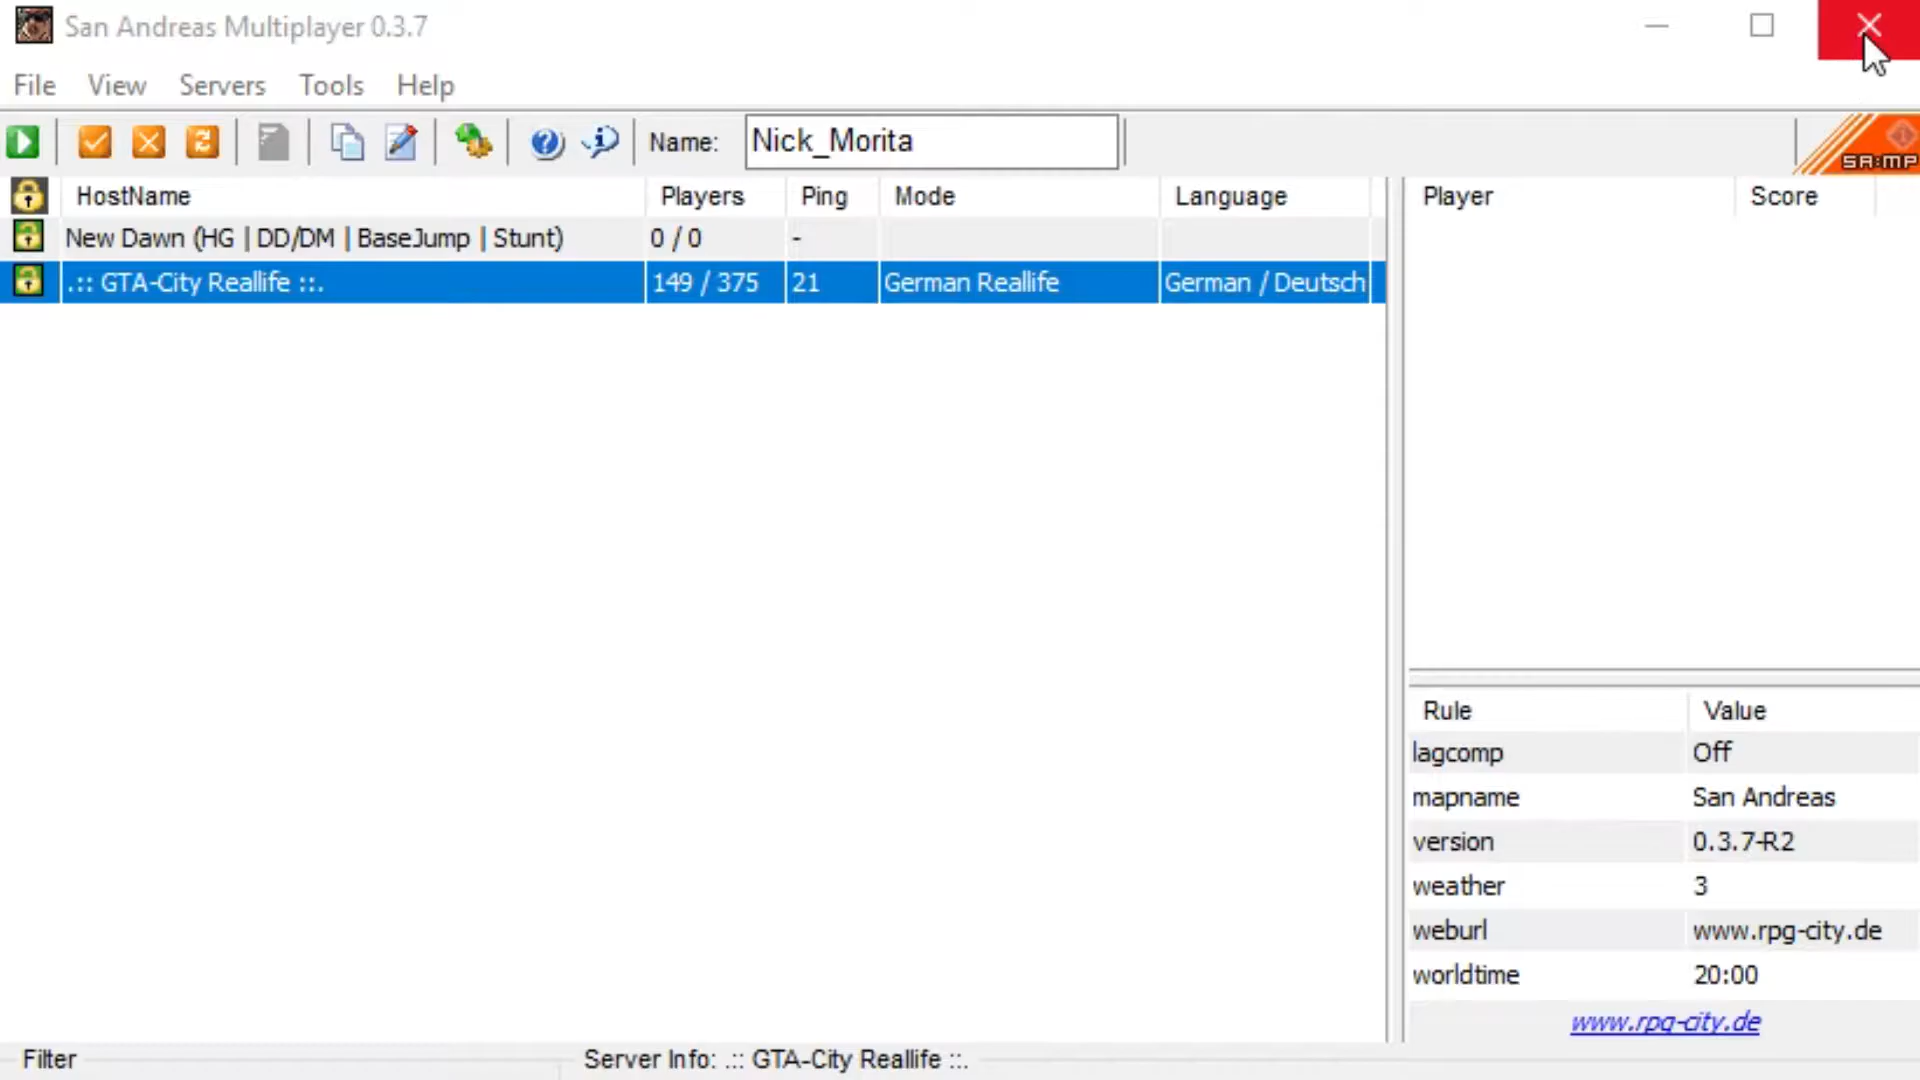 San Andreas Multiplayer 0.3.7
File View Servers Tools Help
Name: Nick_Morita
SA:MP
HostName Players Ping Mode Language
New Dawn (HG | DD/DM | BaseJump | Stunt) 0 / 0 -
.:: GTA-City Reallife ::. 149 / 375 21 German Reallife German / Deutsch
Player Score
Rule Value
lagcomp Off
mapname San Andreas
version 0.3.7-R2
weather 3
weburl www.rpg-city.de
worldtime 20:00
www.rpg-city.de
Filter
Server Info: .:: GTA-City Reallife ::.